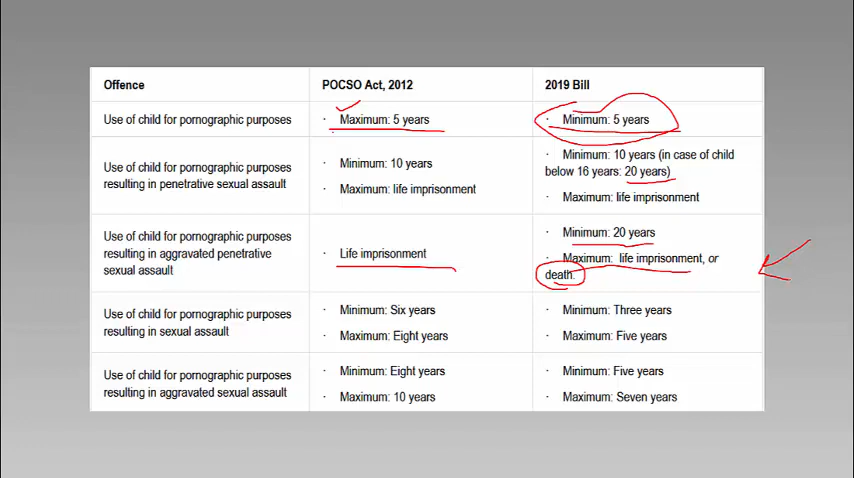 Offence POCSO Act, 2012 2019 Bill
Use of child for pornographic purposes · Maximum: 5 years · Minimum: 5 years
Use of child for pornographic purposes
resulting in penetrative sexual assault
· Minimum: 10 years
· Maximum: life imprisonment
· Minimum: 10 years (in case of child
below 16 years: 20 years)
· Maximum: life imprisonment
Use of child for pornographic purposes
resulting in aggravated penetrative
sexual assault
· Life imprisonment
· Minimum: 20 years
· Maximum: life imprisonment, or
death.
Use of child for pornographic purposes
resulting in sexual assault
· Minimum: Six years
· Maximum: Eight years
· Minimum: Three years
· Maximum: Five years
Use of child for pornographic purposes
resulting in aggravated sexual assault
· Minimum: Eight years
· Maximum: 10 years
· Minimum: Five years
· Maximum: Seven years